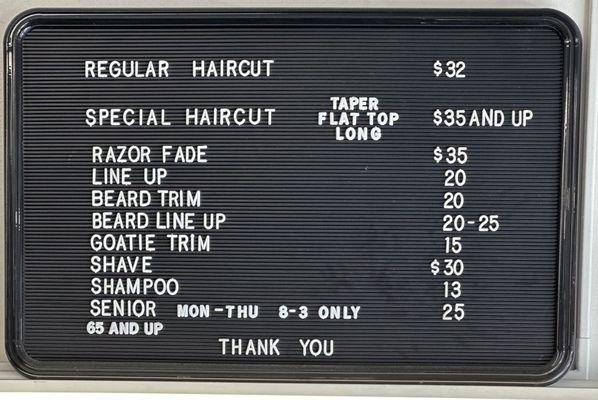 REGULAR HAIRCUT $32
SPECIAL HAIRCUT TAPER FLAT TOP LONG $35 AND UP
RAZOR FADE $35
LINE UP 20
BEARD TRIM 20
BEARD LINE UP 20-25
GOATIE TRIM 15
SHAVE $30
SHAMPOO 13
SENIOR MON-THU 8-3 ONLY 25
65 AND UP
THANK YOU